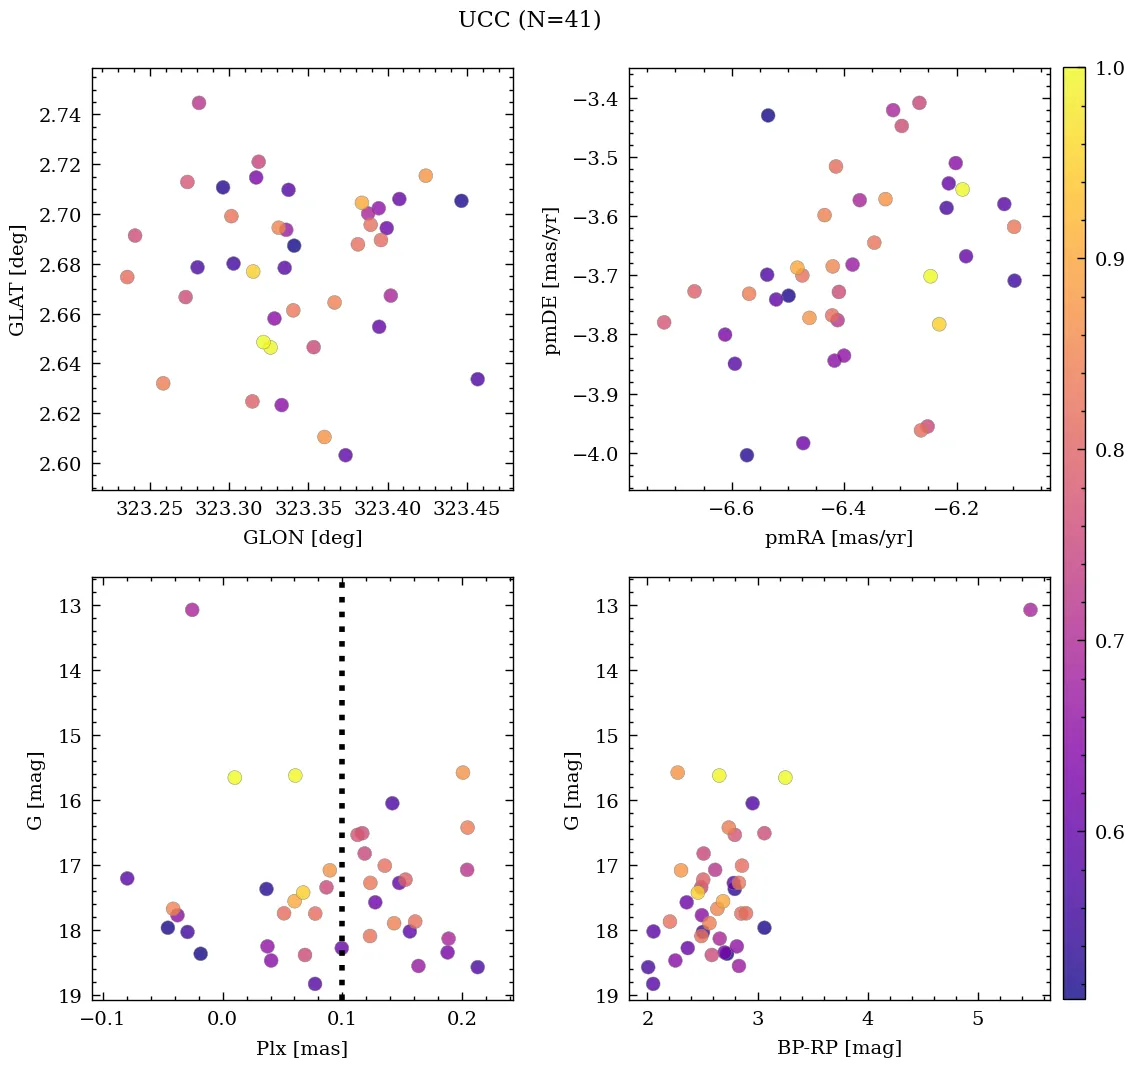 UCC (N=41)
2.74
2.72
2.70
2.68
2.66
2.64
2.62
2.60
GLAT [deg]
323.25 323.30 323.35 323.40 323.45
GLON [deg]
−3.4
−3.5
−3.6
−3.7
−3.8
−3.9
−4.0
pmDE [mas/yr]
−6.6 −6.4 −6.2
pmRA [mas/yr]
1.0
0.9
0.8
0.7
0.6
13
14
15
16
17
18
19
G [mag]
−0.1 0.0 0.1 0.2
Plx [mas]
13
14
15
16
17
18
19
G [mag]
2 3 4 5
BP-RP [mag]